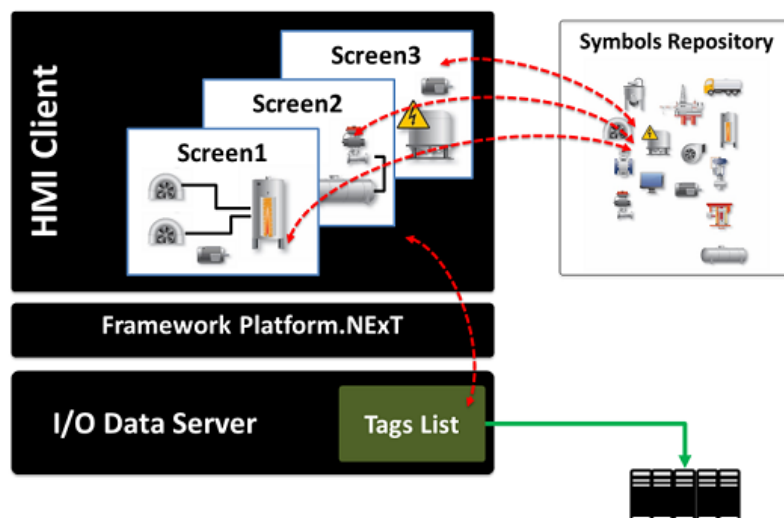 HMI Client
Screen3
Screen2
Screen1
Symbols Repository
Framework Platform.NExT
I/O Data Server
Tags List